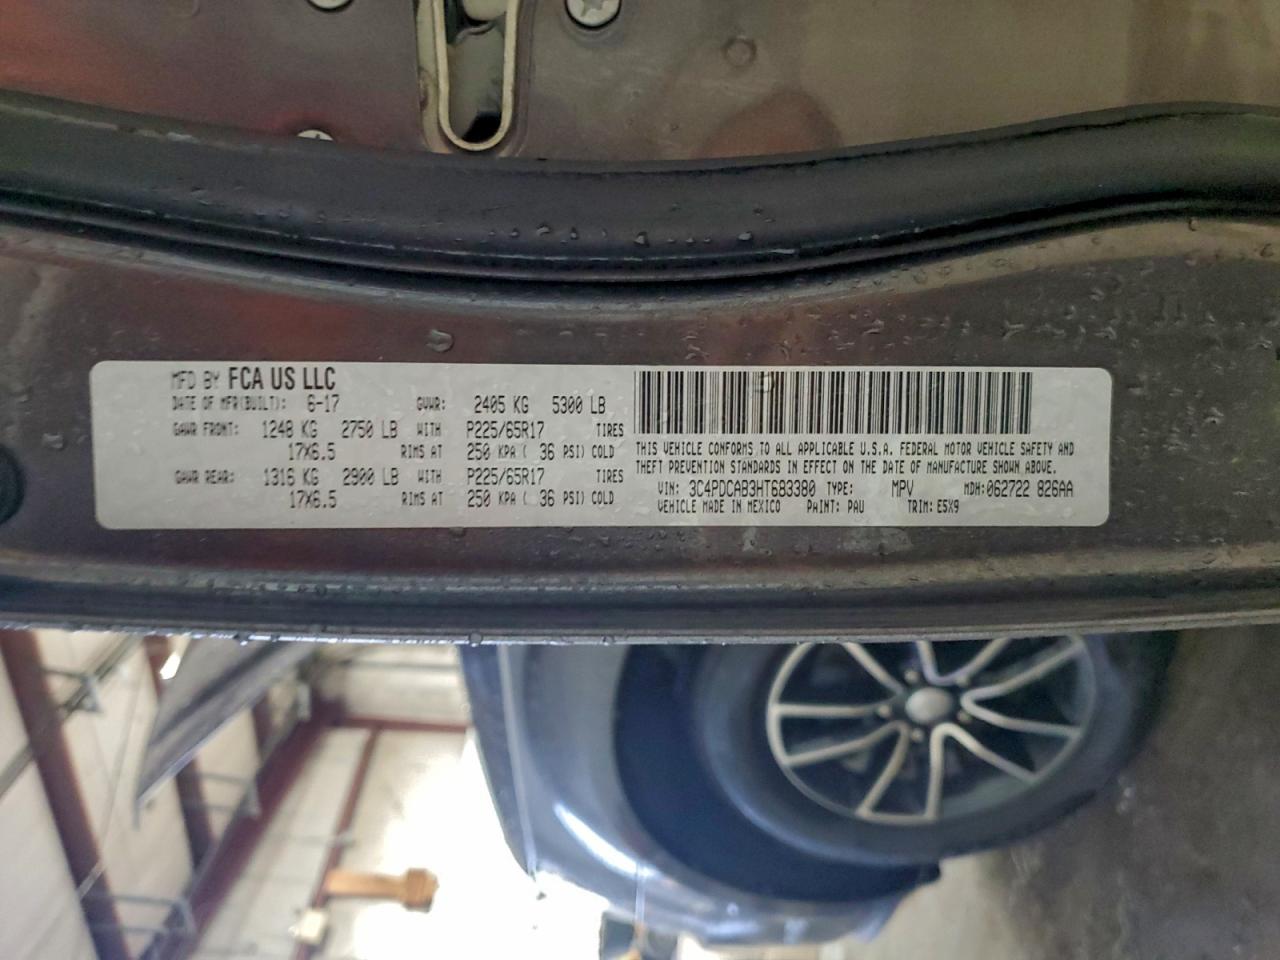 MFD BY FCA US LLC
DATE OF MFR(BUILT): 6-17 GVWR: 2405 KG 5300 LB
GAWR FRONT: 1248 KG 2750 LB WITH P225/65R17 TIRES
17X6.5 RIMS AT 250 KPA ( 36 PSI) COLD
GAWR REAR: 1316 KG 2900 LB WITH P225/65R17 TIRES
17X6.5 RIMS AT 250 KPA ( 36 PSI) COLD
THIS VEHICLE CONFORMS TO ALL APPLICABLE U.S.A. FEDERAL MOTOR VEHICLE SAFETY AND
THEFT PREVENTION STANDARDS IN EFFECT ON THE DATE OF MANUFACTURE SHOWN ABOVE.
VIN: 3C4PDCAB3HT683380 TYPE: MPV MDH:062722 826AA
VEHICLE MADE IN MEXICO PAINT: PAU TRIM: E5X9